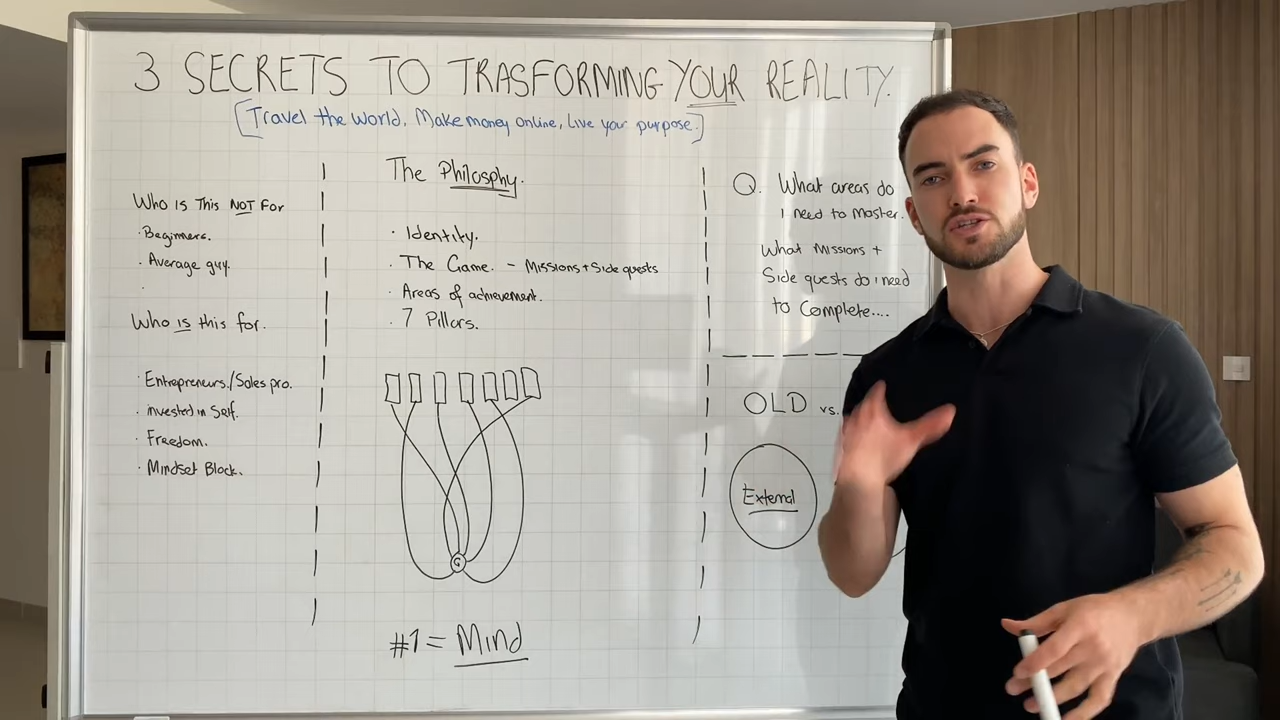 3 SECRETS TO TRASFORMING YOUR REALITY.
[Travel the world, Make money online, Live your purpose.]
Who is This NOT For
· Beginners.
· Average guy.
·
Who is this for.
· Entrepreneurs/Sales pro.
· invested in Self.
· Freedom.
· Mindset Block.
The Philosphy.
· Identity.
· The Game. - Missions + Side quests
· Areas of achievement.
· 7 Pillars.
#1 = Mind
Q. What areas do
I need to Master.
What Missions +
Side quests do i need
to Complete....
OLD vs.
External